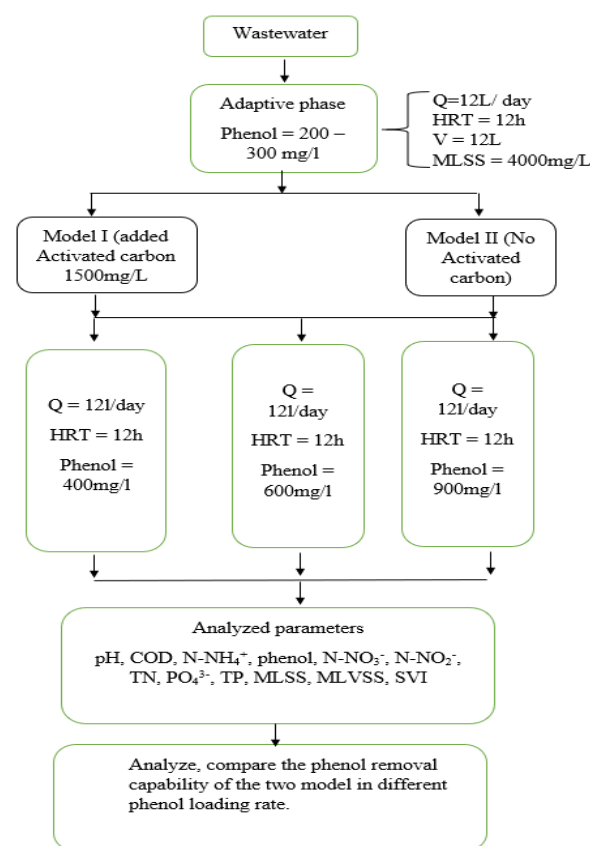 Wastewater
Adaptive phase
Phenol = 200 –
300 mg/l
Q=12L/ day
HRT = 12h
V = 12L
MLSS = 4000mg/L
Model I (added
Activated carbon
1500mg/L
Model II (No
Activated
carbon)
Q = 12l/day
HRT = 12h
Phenol =
400mg/l
Q =
12l/day
HRT = 12h
Phenol =
600mg/l
Q =
12l/day
HRT = 12h
Phenol =
900mg/l
Analyzed parameters
pH, COD, N-NH₄⁺, phenol, N-NO₃⁻, N-NO₂⁻,
TN, PO₄³⁻, TP, MLSS, MLVSS, SVI
Analyze, compare the phenol removal
capability of the two model in different
phenol loading rate.